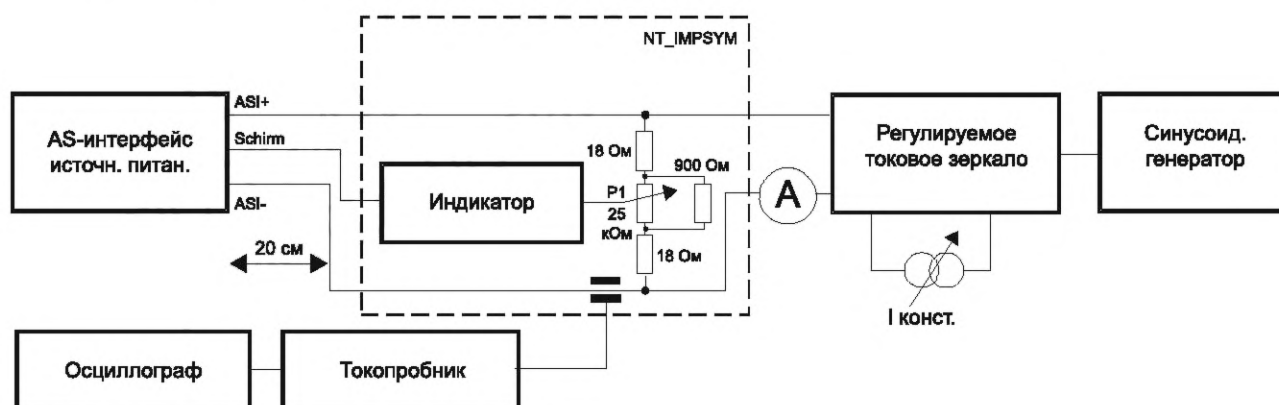 NT_IMPSYM
ASI+
AS-интерфейс
источн. питан.
Schirm
ASI-
20 см
Индикатор
18 Ом
900 Ом
P1
25
кОм
18 Ом
A
Регулируемое
токовое зеркало
Синусоид.
генератор
I конст.
Осциллограф
Токопробник